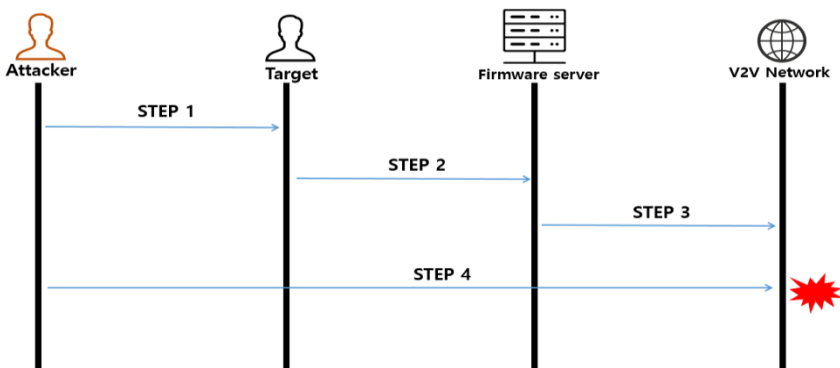 Attacker
Target
Firmware server
V2V Network
STEP 1
STEP 2
STEP 3
STEP 4